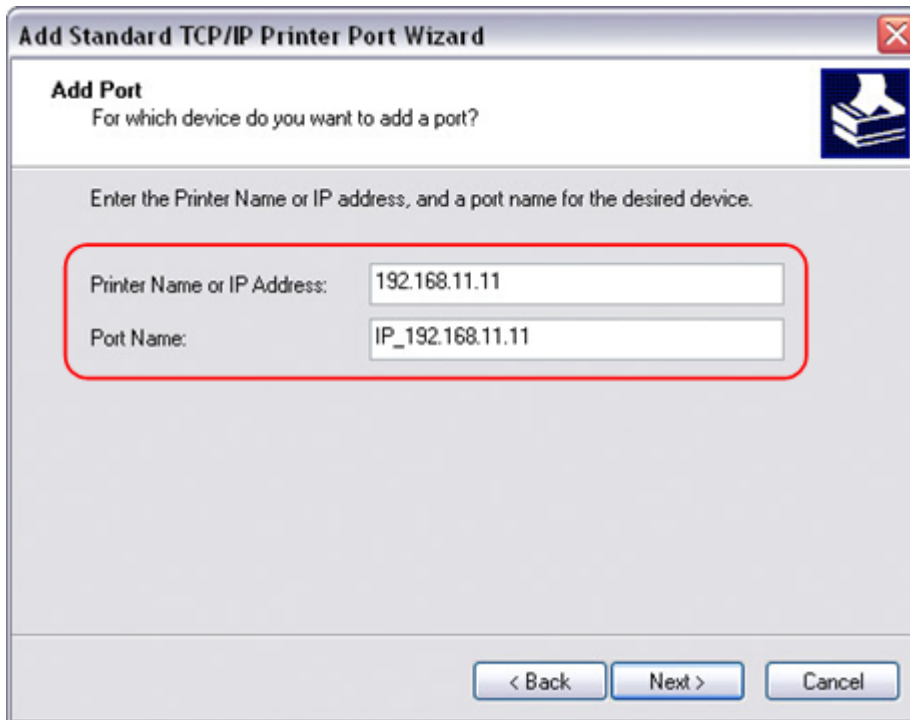 Add Standard TCP/IP Printer Port Wizard
Add Port
For which device do you want to add a port?
Enter the Printer Name or IP address, and a port name for the desired device.
Printer Name or IP Address: 192.168.11.11
Port Name: IP_192.168.11.11
< Back Next > Cancel